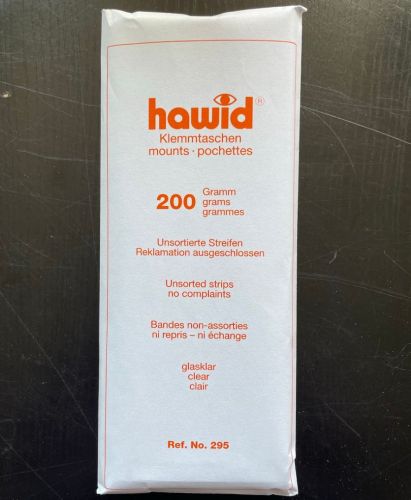 hawid®
Klemmtaschen
mounts · pochettes
200 Gramm
grams
grammes
Unsortierte Streifen
Reklamation ausgeschlossen
Unsorted strips
no complaints
Bandes non-assorties
ni repris – ni échange
glasklar
clear
clair
Ref. No. 295